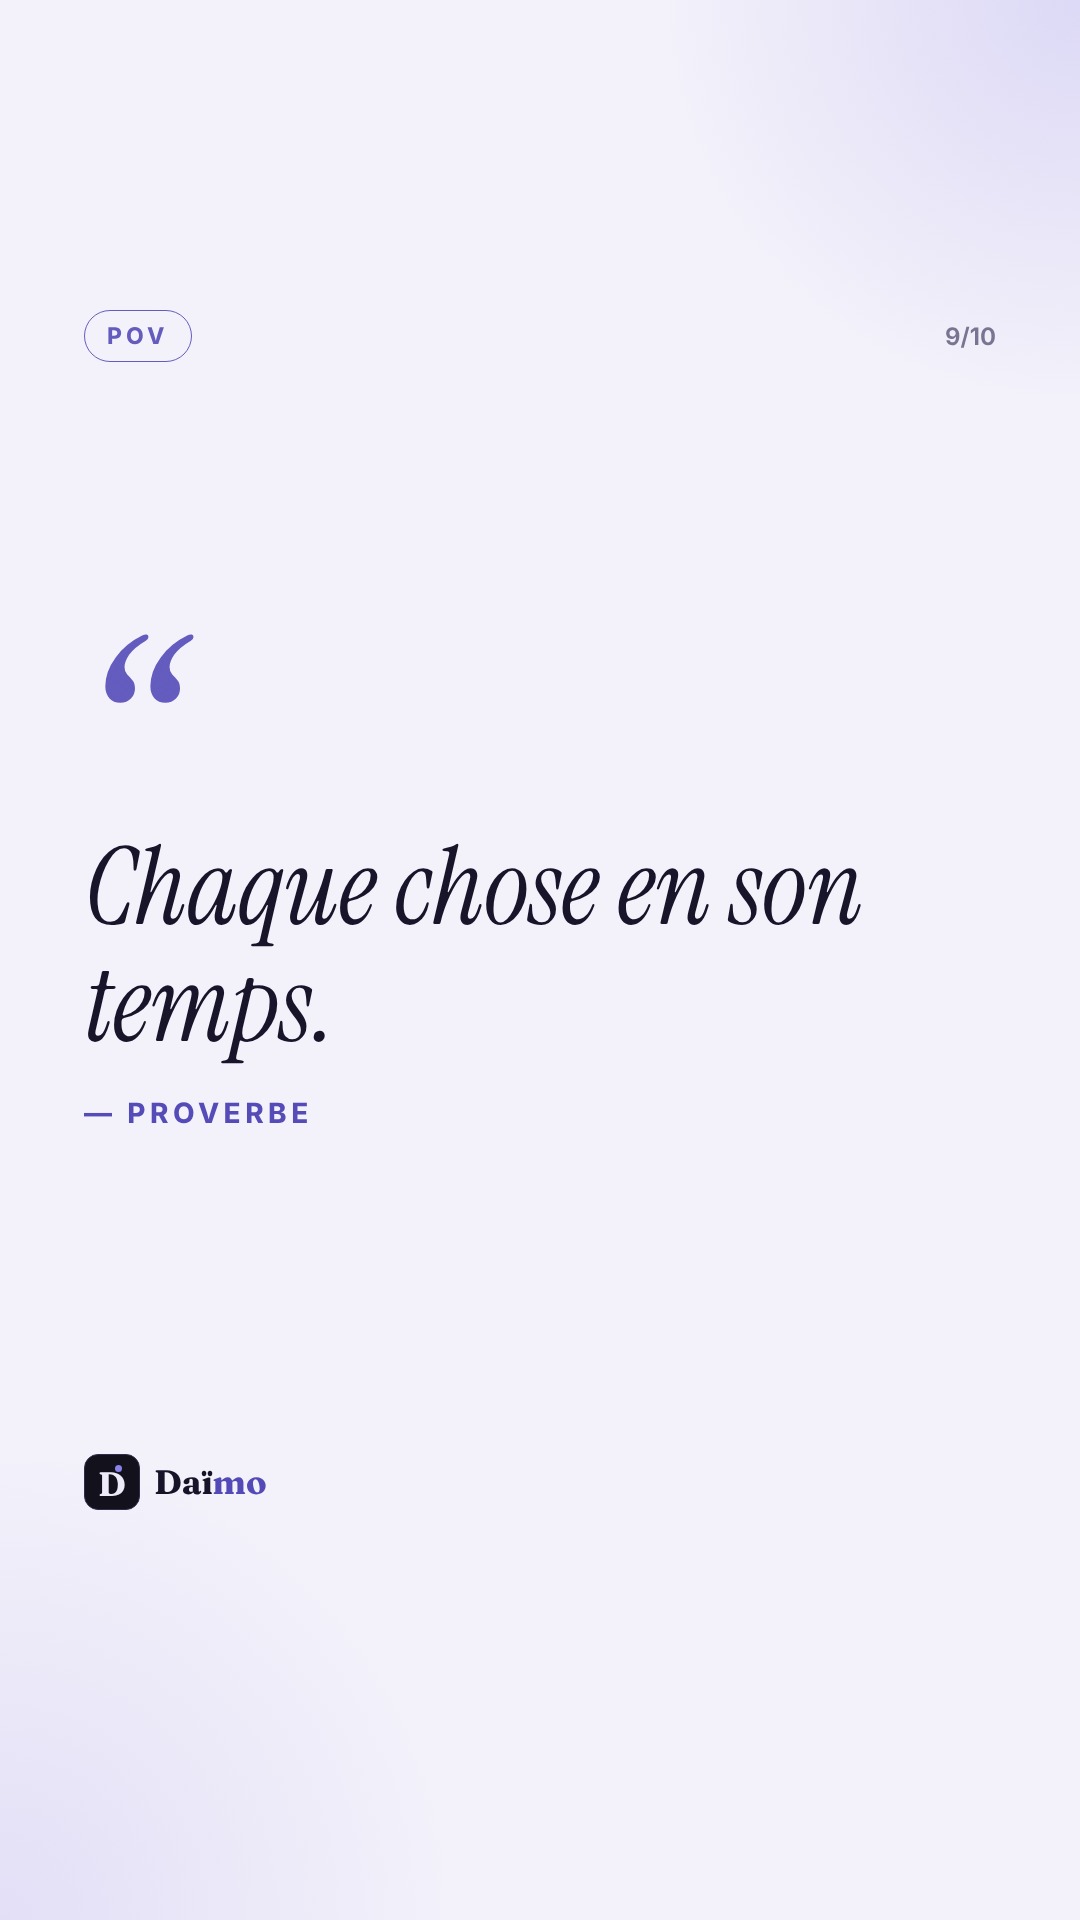 POV
9/10
“
Chaque chose en son
temps.
— PROVERBE
D Daïmo